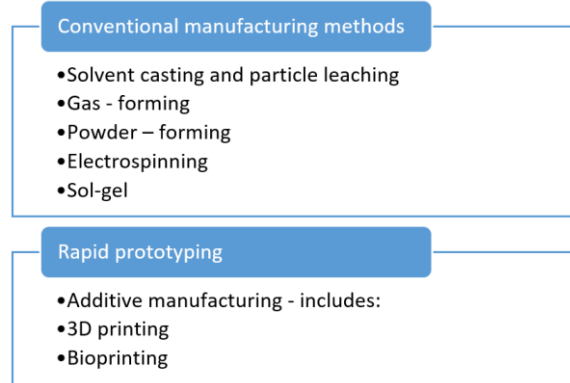 Conventional manufacturing methods
•Solvent casting and particle leaching
•Gas - forming
•Powder – forming
•Electrospinning
•Sol-gel
Rapid prototyping
•Additive manufacturing - includes:
•3D printing
•Bioprinting